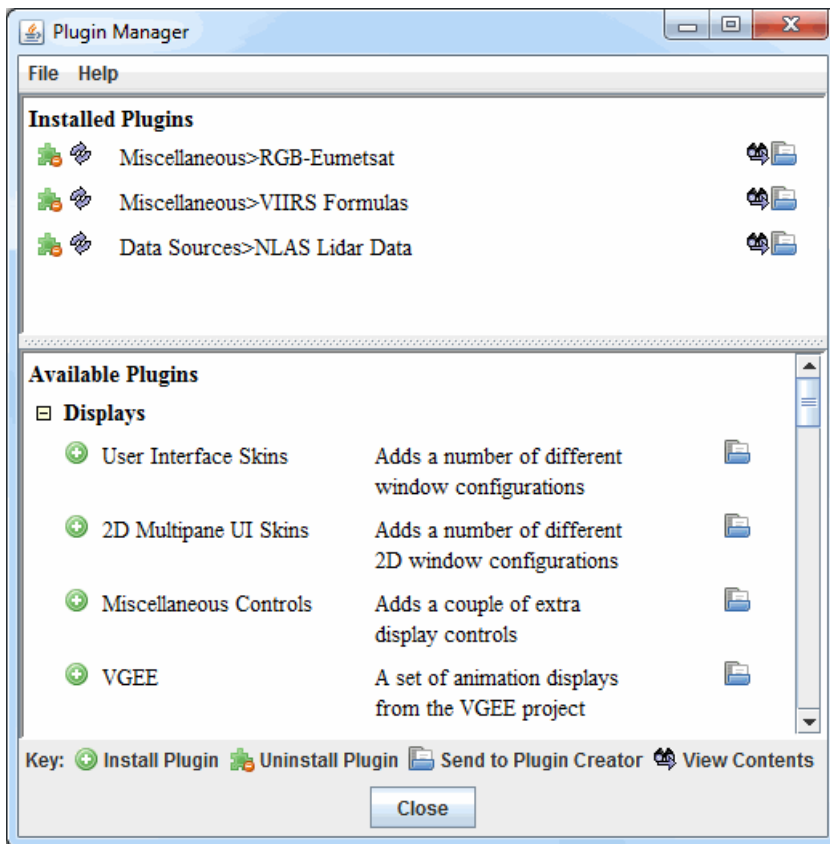 Plugin Manager
File Help
Installed Plugins
Miscellaneous>RGB-Eumetsat
Miscellaneous>VIIRS Formulas
Data Sources>NLAS Lidar Data
Available Plugins
Displays
User Interface Skins Adds a number of different
window configurations
2D Multipane UI Skins Adds a number of different
2D window configurations
Miscellaneous Controls Adds a couple of extra
display controls
VGEE A set of animation displays
from the VGEE project
Key: Install Plugin Uninstall Plugin Send to Plugin Creator View Contents
Close